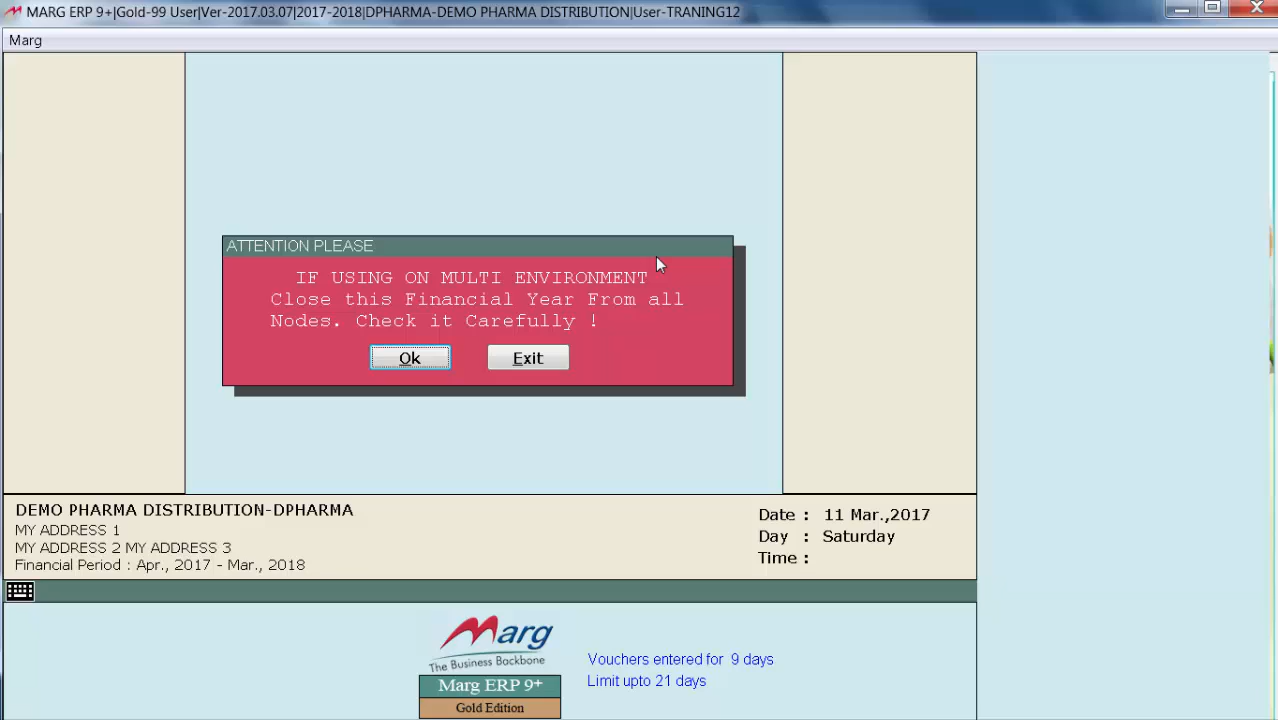 MARG ERP 9+|Gold-99 User|Ver-2017.03.07|2017-2018|DPHARMA-DEMO PHARMA DISTRIBUTION|User-TRANING12
Marg
ATTENTION PLEASE
IF USING ON MULTI ENVIRONMENT
Close this Financial Year From all
Nodes. Check it Carefully !
Ok
Exit
DEMO PHARMA DISTRIBUTION-DPHARMA
MY ADDRESS 1
MY ADDRESS 2 MY ADDRESS 3
Financial Period : Apr., 2017 - Mar., 2018
Date : 11 Mar.,2017
Day : Saturday
Time :
Marg
The Business Backbone
Marg ERP 9+
Gold Edition
Vouchers entered for 9 days
Limit upto 21 days